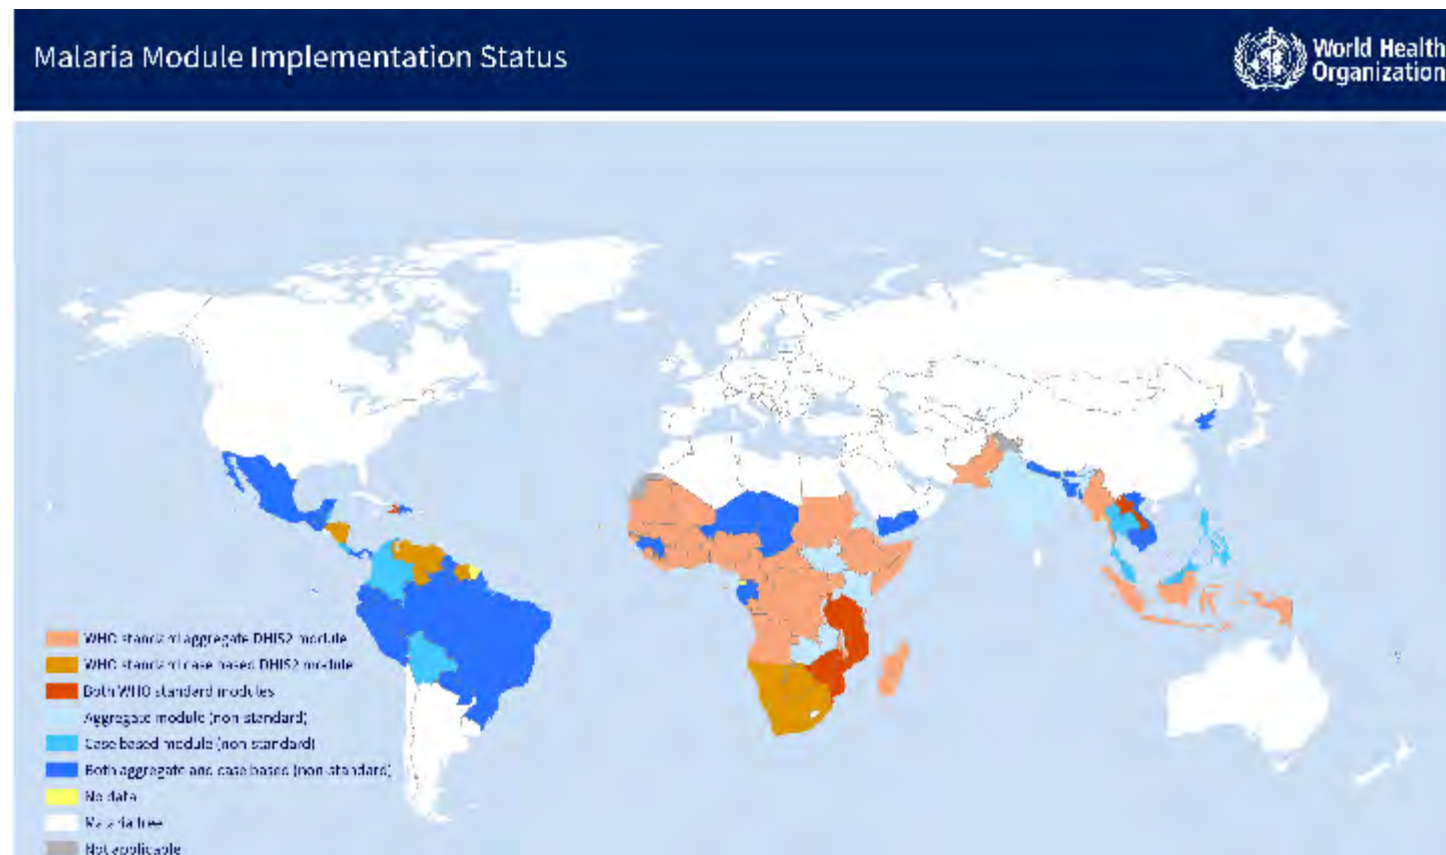 Malaria Module Implementation Status
World Health
Organization
WHO standard aggregate DHIS2 module
WHO standard case based DHIS2 module
Both WHO standard modules
Aggregate module (non-standard)
Case based module (non-standard)
Both aggregate and case based (non-standard)
No data
Malaria free
Not applicable